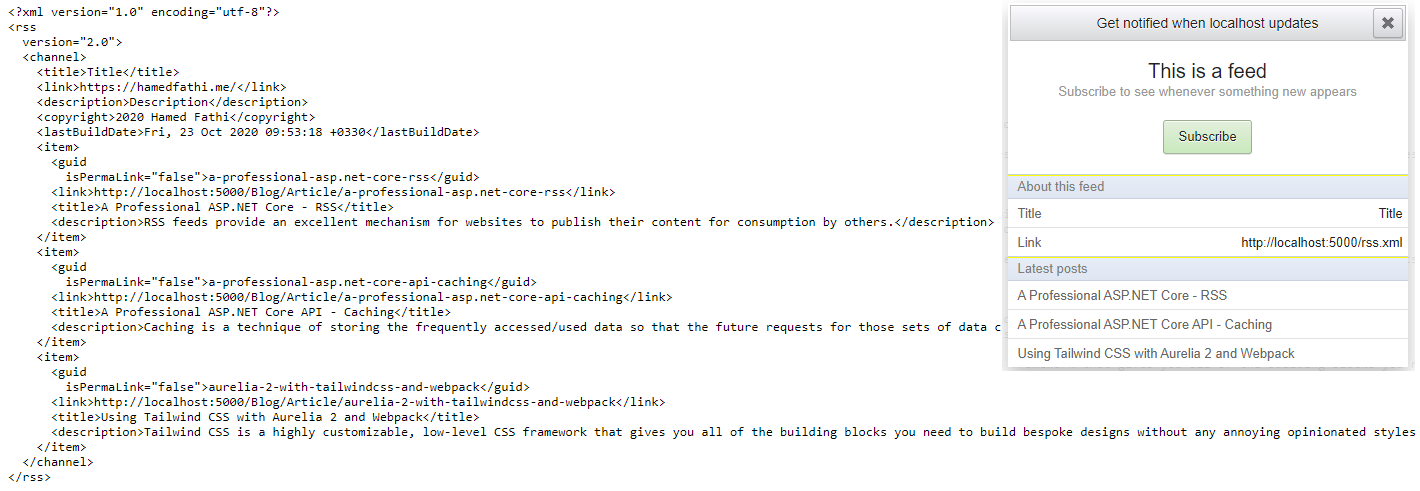 <?xml version="1.0" encoding="utf-8"?>
<rss
  version="2.0">
  <channel>
    <title>Title</title>
    <link>https://hamedfathi.me/</link>
    <description>Description</description>
    <copyright>2020 Hamed Fathi</copyright>
    <lastBuildDate>Fri, 23 Oct 2020 09:53:18 +0330</lastBuildDate>
    <item>
      <guid
        isPermaLink="false">a-professional-asp.net-core-rss</guid>
      <link>http://localhost:5000/Blog/Article/a-professional-asp.net-core-rss</link>
      <title>A Professional ASP.NET Core - RSS</title>
      <description>RSS feeds provide an excellent mechanism for websites to publish their content for consumption by others.</description>
    </item>
    <item>
      <guid
        isPermaLink="false">a-professional-asp.net-core-api-caching</guid>
      <link>http://localhost:5000/Blog/Article/a-professional-asp.net-core-api-caching</link>
      <title>A Professional ASP.NET Core API - Caching</title>
      <description>Caching is a technique of storing the frequently accessed/used data so that the future requests for those sets of data c
    </item>
    <item>
      <guid
        isPermaLink="false">aurelia-2-with-tailwindcss-and-webpack</guid>
      <link>http://localhost:5000/Blog/Article/aurelia-2-with-tailwindcss-and-webpack</link>
      <title>Using Tailwind CSS with Aurelia 2 and Webpack</title>
      <description>Tailwind CSS is a highly customizable, low-level CSS framework that gives you all of the building blocks you need to build bespoke designs without any annoying opinionated styles
    </item>
  </channel>
</rss>
Get notified when localhost updates
This is a feed
Subscribe to see whenever something new appears
Subscribe
About this feed
Title Title
Link http://localhost:5000/rss.xml
Latest posts
A Professional ASP.NET Core - RSS
A Professional ASP.NET Core API - Caching
Using Tailwind CSS with Aurelia 2 and Webpack